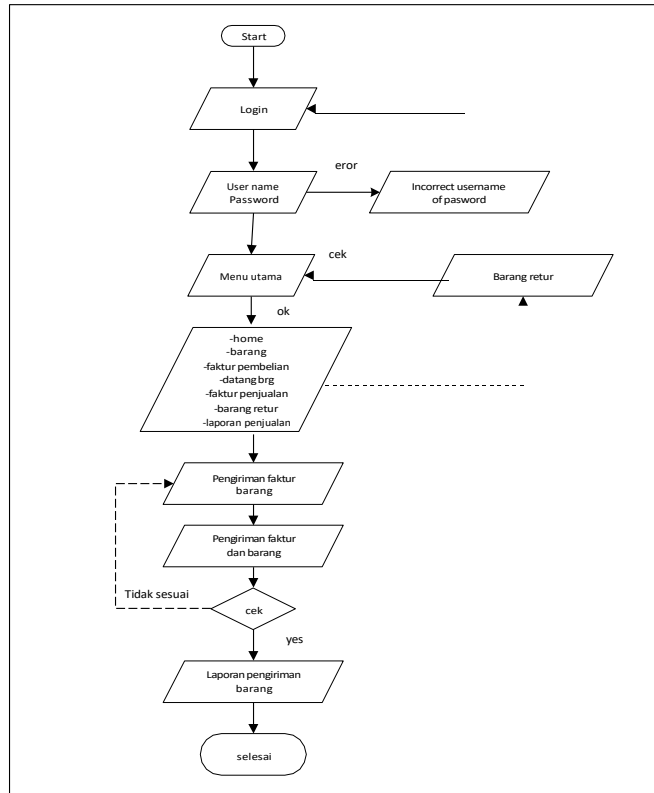 Start
Login
eror
User name
Password
Incorrect username
of pasword
cek
Menu utama
Barang retur
ok
-home
-barang
-faktur pembelian
-datang brg
-faktur penjualan
-barang retur
-laporan penjualan
Pengiriman faktur
barang
Pengiriman faktur
dan barang
Tidak sesuai
cek
yes
Laporan pengiriman
barang
selesai